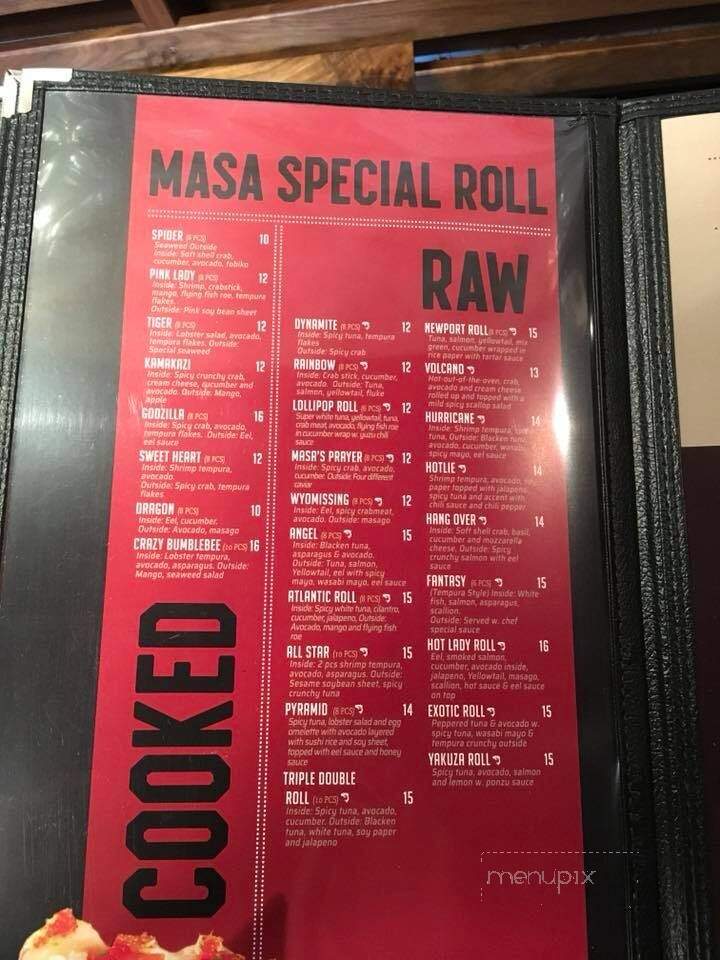 MASA SPECIAL ROLL
SPIDER (8 PCS) 10
Seaweed Outside
Inside: Soft shell crab,
cucumber, avocado, tobiko
PINK LADY (8 PCS) 12
Inside: Shrimp, crabstick,
mango, flying fish roe, tempura
flakes.
Outside: Pink soy bean sheet
TIGER (8 PCS) 12
Inside: Lobster salad, avocado,
tempura flakes. Outside:
Special seaweed
KAMAKAZI 12
Inside: Spicy crunchy crab,
cream cheese, cucumber and
avocado. Outside: Mango,
apple
GODZILLA (8 PCS) 16
Inside: Spicy crab, avocado,
tempura flakes. Outside: Eel,
eel sauce
SWEET HEART (8 PCS) 12
Inside: Shrimp tempura,
avocado.
Outside: Spicy crab, tempura
flakes
DRAGON (8 PCS) 10
Inside: Eel, cucumber.
Outside: Avocado, masago
CRAZY BUMBLEBEE (10 PCS) 16
Inside: Lobster tempura,
avocado, asparagus. Outside:
Mango, seaweed salad
COOKED
RAW
DYNAMITE (8 PCS) 12
Inside: Spicy tuna, tempura
flakes
Outside: Spicy crab
RAINBOW (8 PCS) 12
Inside: Crab stick, cucumber,
avocado. Outside: Tuna,
salmon, yellowtail, fluke
LOLLIPOP ROLL (6 PCS) 12
Super white tuna, yellowtail, tuna,
crab meat, avocado, flying fish roe
in cucumber wrap w. yuzu chili
sauce
MASA'S PRAYER (8 PCS) 12
Inside: Spicy crab, avocado,
cucumber. Outside: Four different
caviar
WYOMISSING (8 PCS) 12
Inside: Eel, spicy crabmeat,
avocado. Outside: masago
ANGEL (8 PCS) 15
Inside: Blacken tuna,
asparagus & avocado.
Outside: Tuna, salmon,
Yellowtail, eel with spicy
mayo, wasabi mayo, eel sauce
ATLANTIC ROLL (8 PCS) 15
Inside: Spicy white tuna, cilantro,
cucumber, jalapeno, Outside:
Avocado, mango and flying fish
roe
ALL STAR (10 PCS) 15
Inside: 2 pcs shrimp tempura,
avocado, asparagus. Outside:
Sesame soybean sheet, spicy
crunchy tuna
PYRAMID (8 PCS) 14
Spicy tuna, lobster salad and egg
omelette with avocado layered
with sushi rice and soy sheet,
topped with eel sauce and honey
sauce
TRIPLE DOUBLE
ROLL (10 PCS) 15
Inside: Spicy tuna, avocado,
cucumber. Outside: Blacken
tuna, white tuna, soy paper
and jalapeno
NEWPORT ROLL (8 PCS) 15
Tuna, salmon, yellowtail, mix
green, cucumber wrapped in
rice paper with tartar sauce
VOLCANO 13
Hot-out-of-the-oven, crab,
avocado and cream cheese
rolled up and topped with a
mild spicy scallop salad
HURRICANE 14
Inside: Shrimp tempura,
tuna, Outside: Blacken tuna,
avocado, cucumber, wasabi
spicy mayo, eel sauce
HOTLIE 14
Shrimp tempura, avocado, soy
paper topped with jalapeno,
spicy tuna and accent with
chili sauce and chili pepper
HANG OVER 14
Inside: Soft shell crab, basil,
cucumber and mozzarella
cheese, Outside: Spicy
crunchy salmon with eel
sauce
FANTASY (6 PCS) 15
(Tempura Style) Inside: White
fish, salmon, asparagus,
scallion.
Outside: Served w. chef
special sauce
HOT LADY ROLL 16
Eel, smoked salmon,
cucumber, avocado inside,
jalapeno, Yellowtail, masago,
scallion, hot sauce & eel sauce
on top
EXOTIC ROLL 15
Peppered tuna & avocado w.
spicy tuna, wasabi mayo &
tempura crunchy outside
YAKUZA ROLL 15
Spicy tuna, avocado, salmon
and lemon w. ponzu sauce
menupix